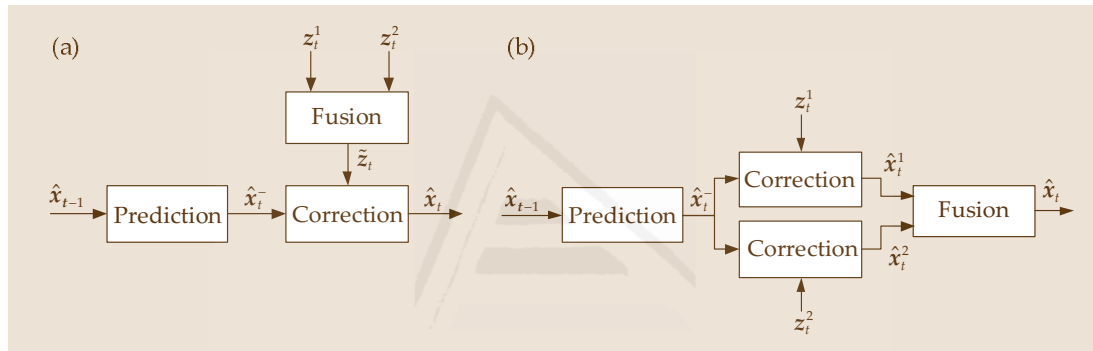 (a)
z_t^1
z_t^2
Fusion
z̃_t
x̂_{t−1}
Prediction
x̂_t^−
Correction
x̂_t
(b)
z_t^1
x̂_{t−1}
Prediction
x̂_t^−
Correction
x̂_t^1
Correction
x̂_t^2
Fusion
x̂_t
z_t^2